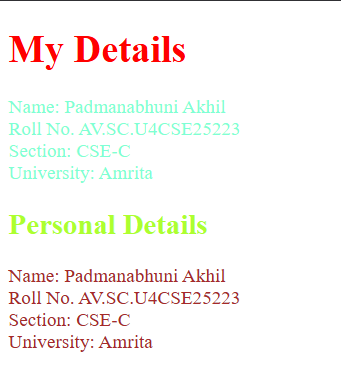 My Details
Name: Padmanabhuni Akhil
Roll No. AV.SC.U4CSE25223
Section: CSE-C
University: Amrita
Personal Details
Name: Padmanabhuni Akhil
Roll No. AV.SC.U4CSE25223
Section: CSE-C
University: Amrita